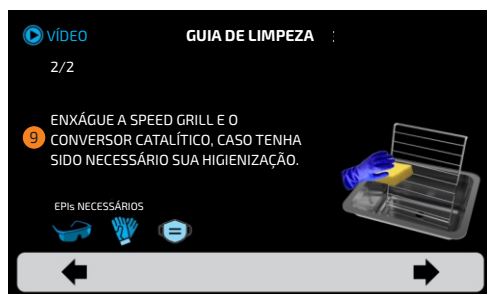 VÍDEO
GUIA DE LIMPEZA :
2/2
9
ENXÁGUE A SPEED GRILL E O
CONVERSOR CATALÍTICO, CASO TENHA
SIDO NECESSÁRIO SUA HIGIENIZAÇÃO.
EPIs NECESSÁRIOS